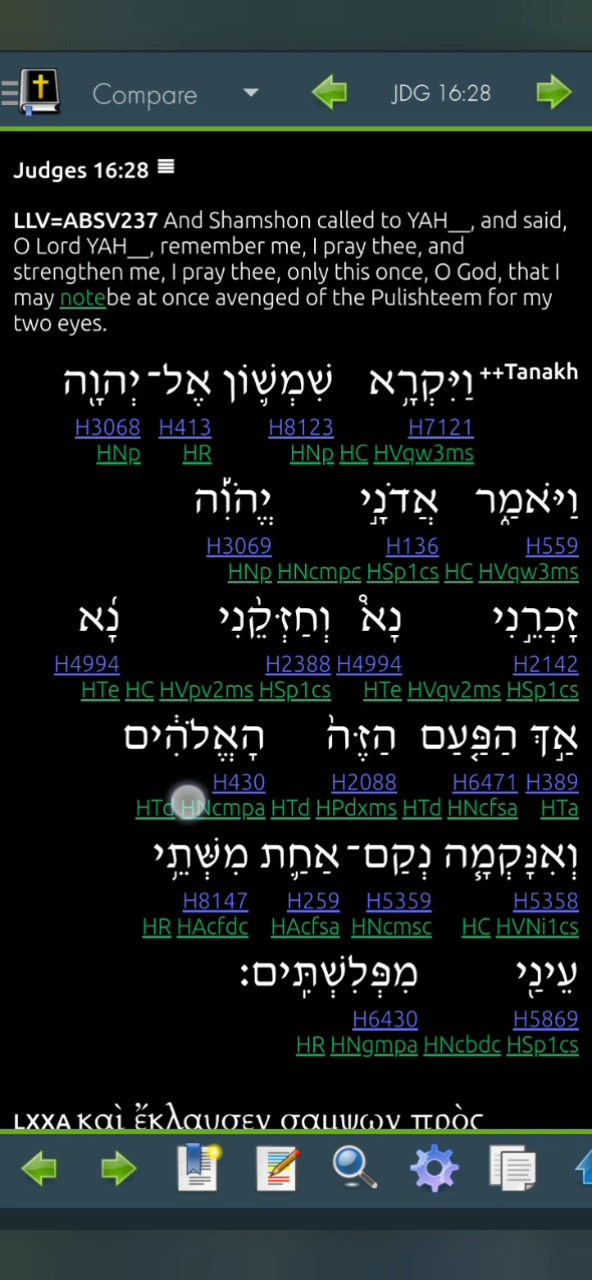 Compare JDG 16:28
Judges 16:28
LLV=ABSV237 And Shamshon called to YAH__, and said,
O Lord YAH__, remember me, I pray thee, and
strengthen me, I pray thee, only this once, O God, that I
may notebe at once avenged of the Pulishteem for my
two eyes.
++Tanakh וַיִּקְרָ֥א שִׁמְשׁ֛וֹן אֶל־ יְהוָ֖ה
H7121 H8123 H413 H3068
HNp HR HNp HC HVqw3ms
וַיֹּאמַ֑ר אֲדֹנָ֣י יֱהֹוִ֡ה
H559 H136 H3069
HNp HNcmpc HSp1cs HC HVqw3ms
זָכְרֵ֣נִי נָא֩ וְחַזְּקֵ֨נִי נָ֜א
H2142 H4994 H2388 H4994
HTe HC HVpv2ms HSp1cs HTe HVqv2ms HSp1cs
אַ֣ךְ הַפַּ֤עַם הַזֶּה֙ הָאֱלֹהִ֔ים
H389 H6471 H2088 H430
HTd HNcmpa HTd HPdxms HTd HNcfsa HTa
וְאִנָּקְמָ֧ה נְקַם־ אַחַ֛ת מִשְּׁתֵ֥י
H5358 H5359 H259 H8147
HR HAcfdc HAcfsa HNcmsc HC HVNi1cs
עֵינַ֖י מִפְּלִשְׁתִּֽים׃
H5869 H6430
HR HNgmpa HNcbdc HSp1cs
LXXA καὶ ἔκλαυσεν σαμψων πρὸς